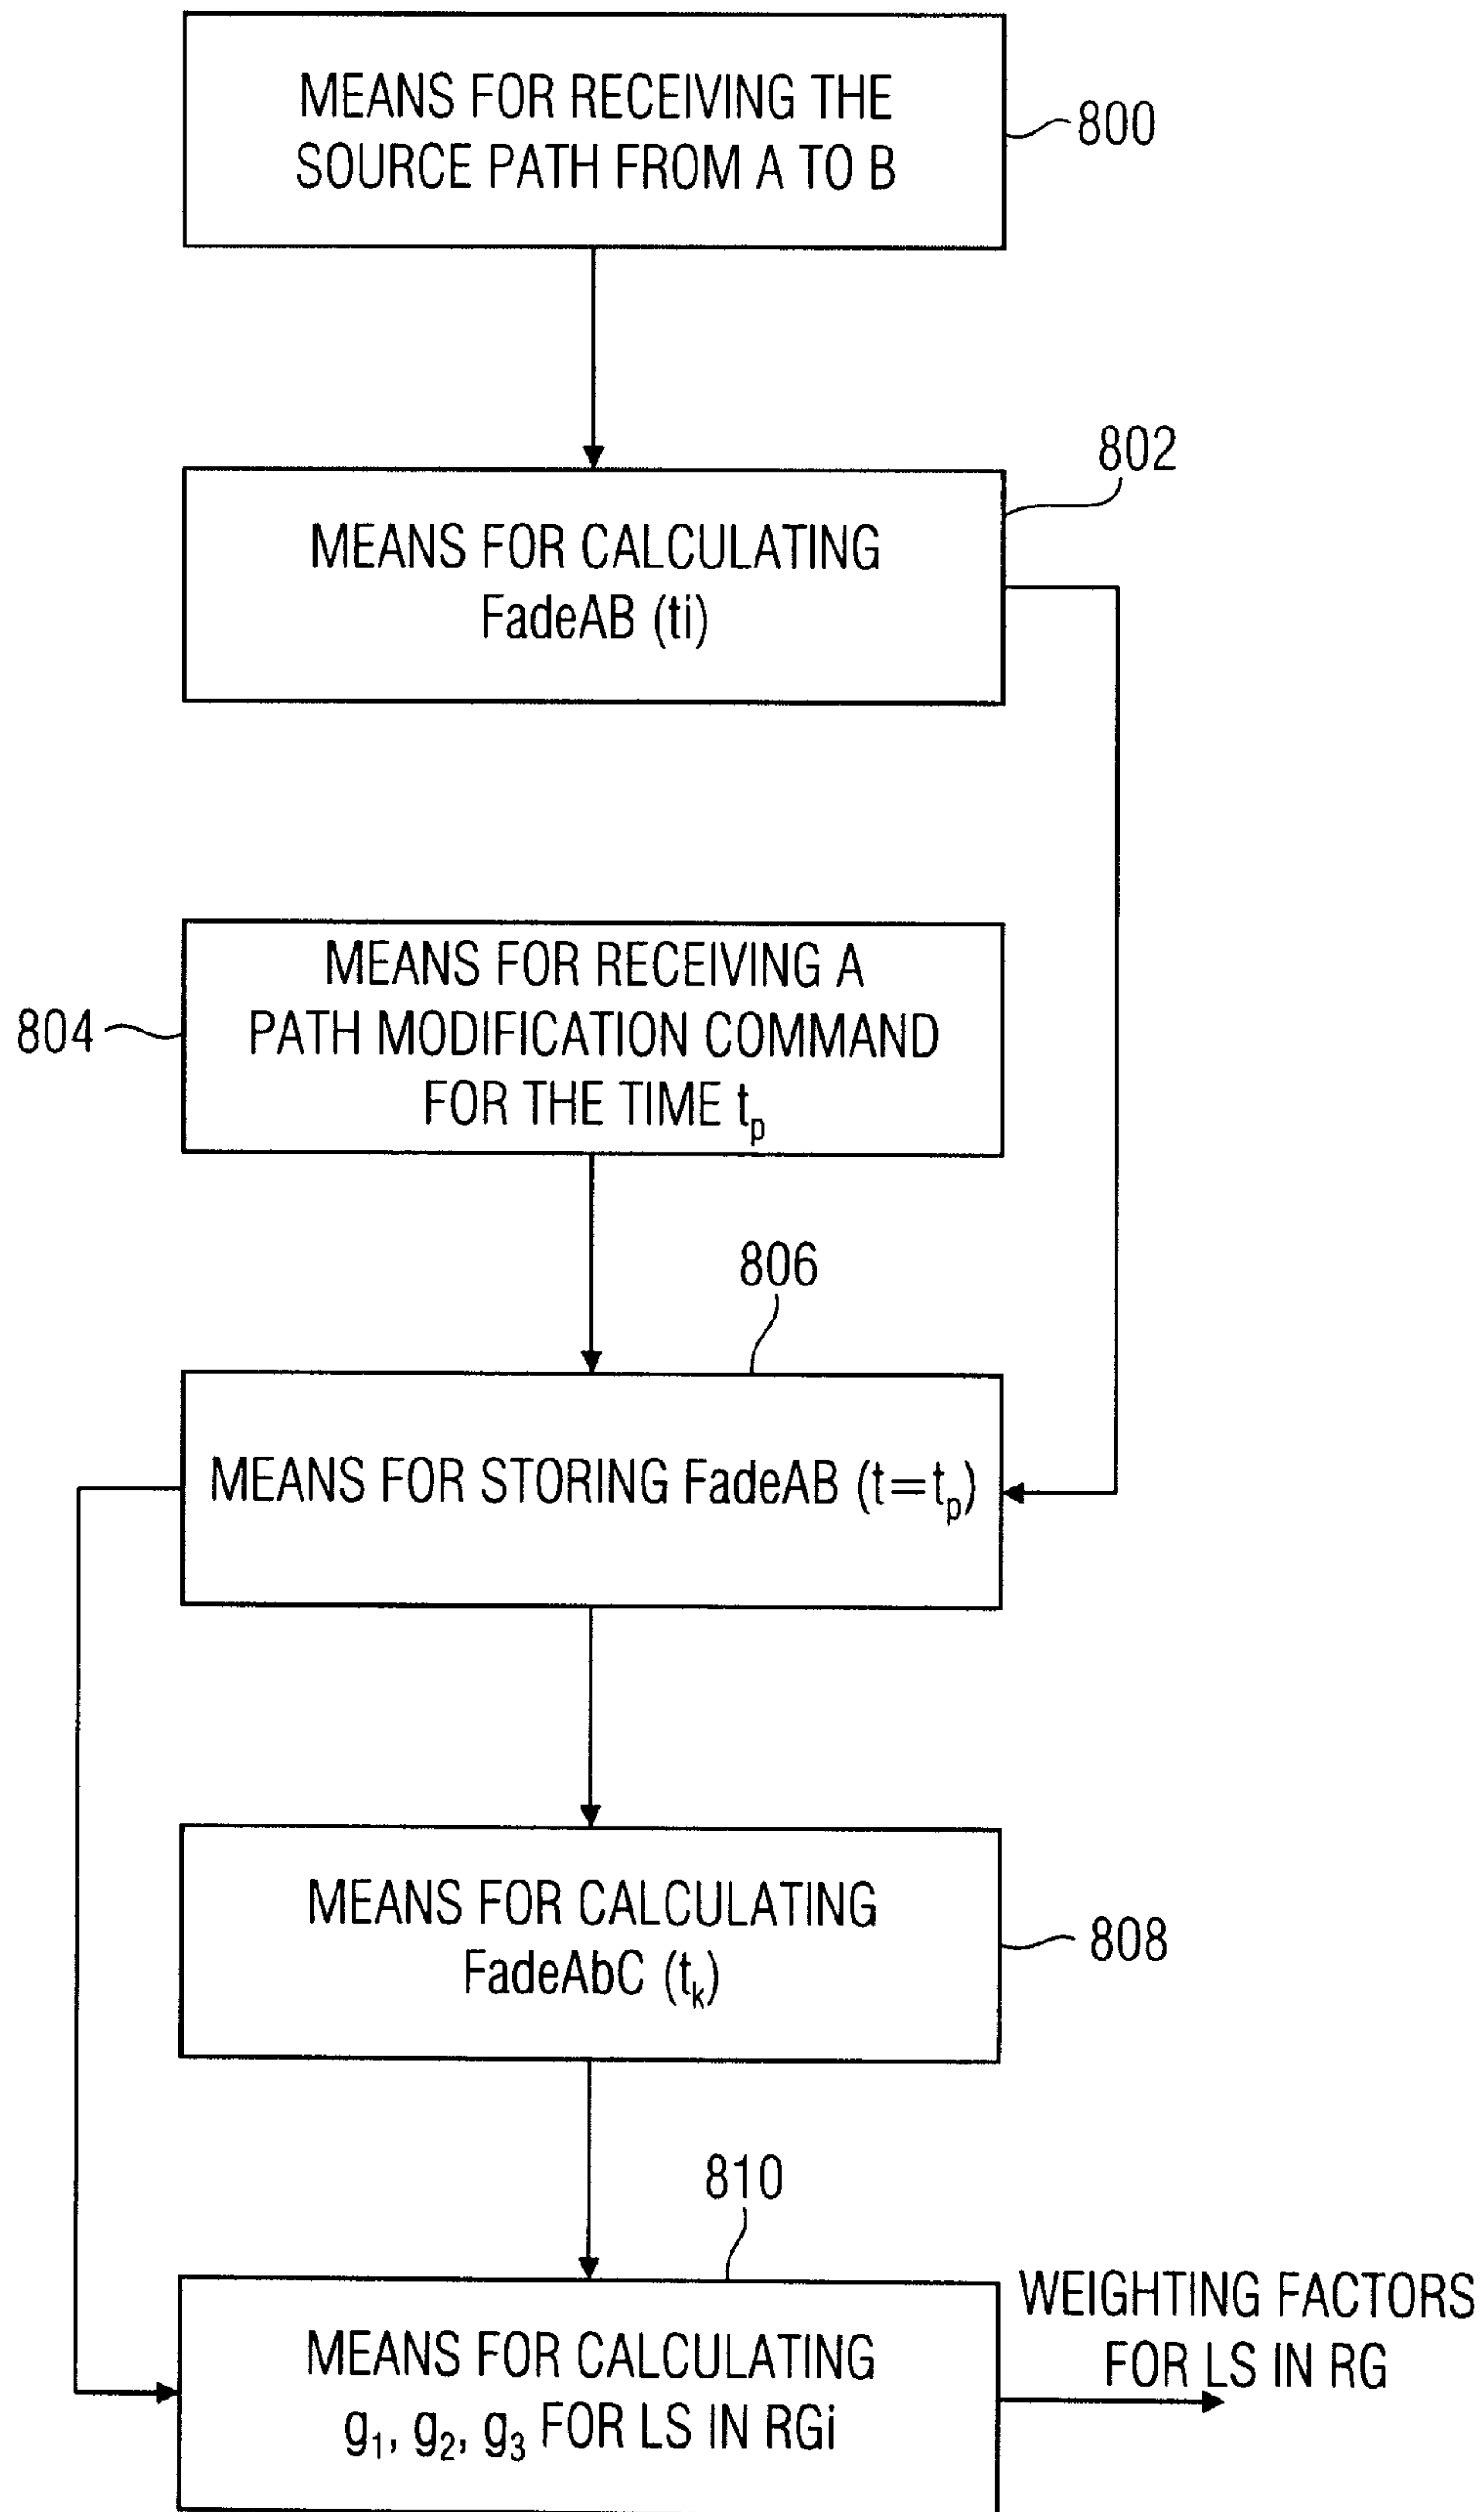 MEANS FOR RECEIVING THE
SOURCE PATH FROM A TO B
800
802
MEANS FOR CALCULATING
FadeAB (ti)
MEANS FOR RECEIVING A
PATH MODIFICATION COMMAND
FOR THE TIME tp
804
806
MEANS FOR STORING FadeAB (t=tp)
MEANS FOR CALCULATING
FadeAbC (tk)
808
810
MEANS FOR CALCULATING
g1, g2, g3 FOR LS IN RGi
WEIGHTING FACTORS
FOR LS IN RG